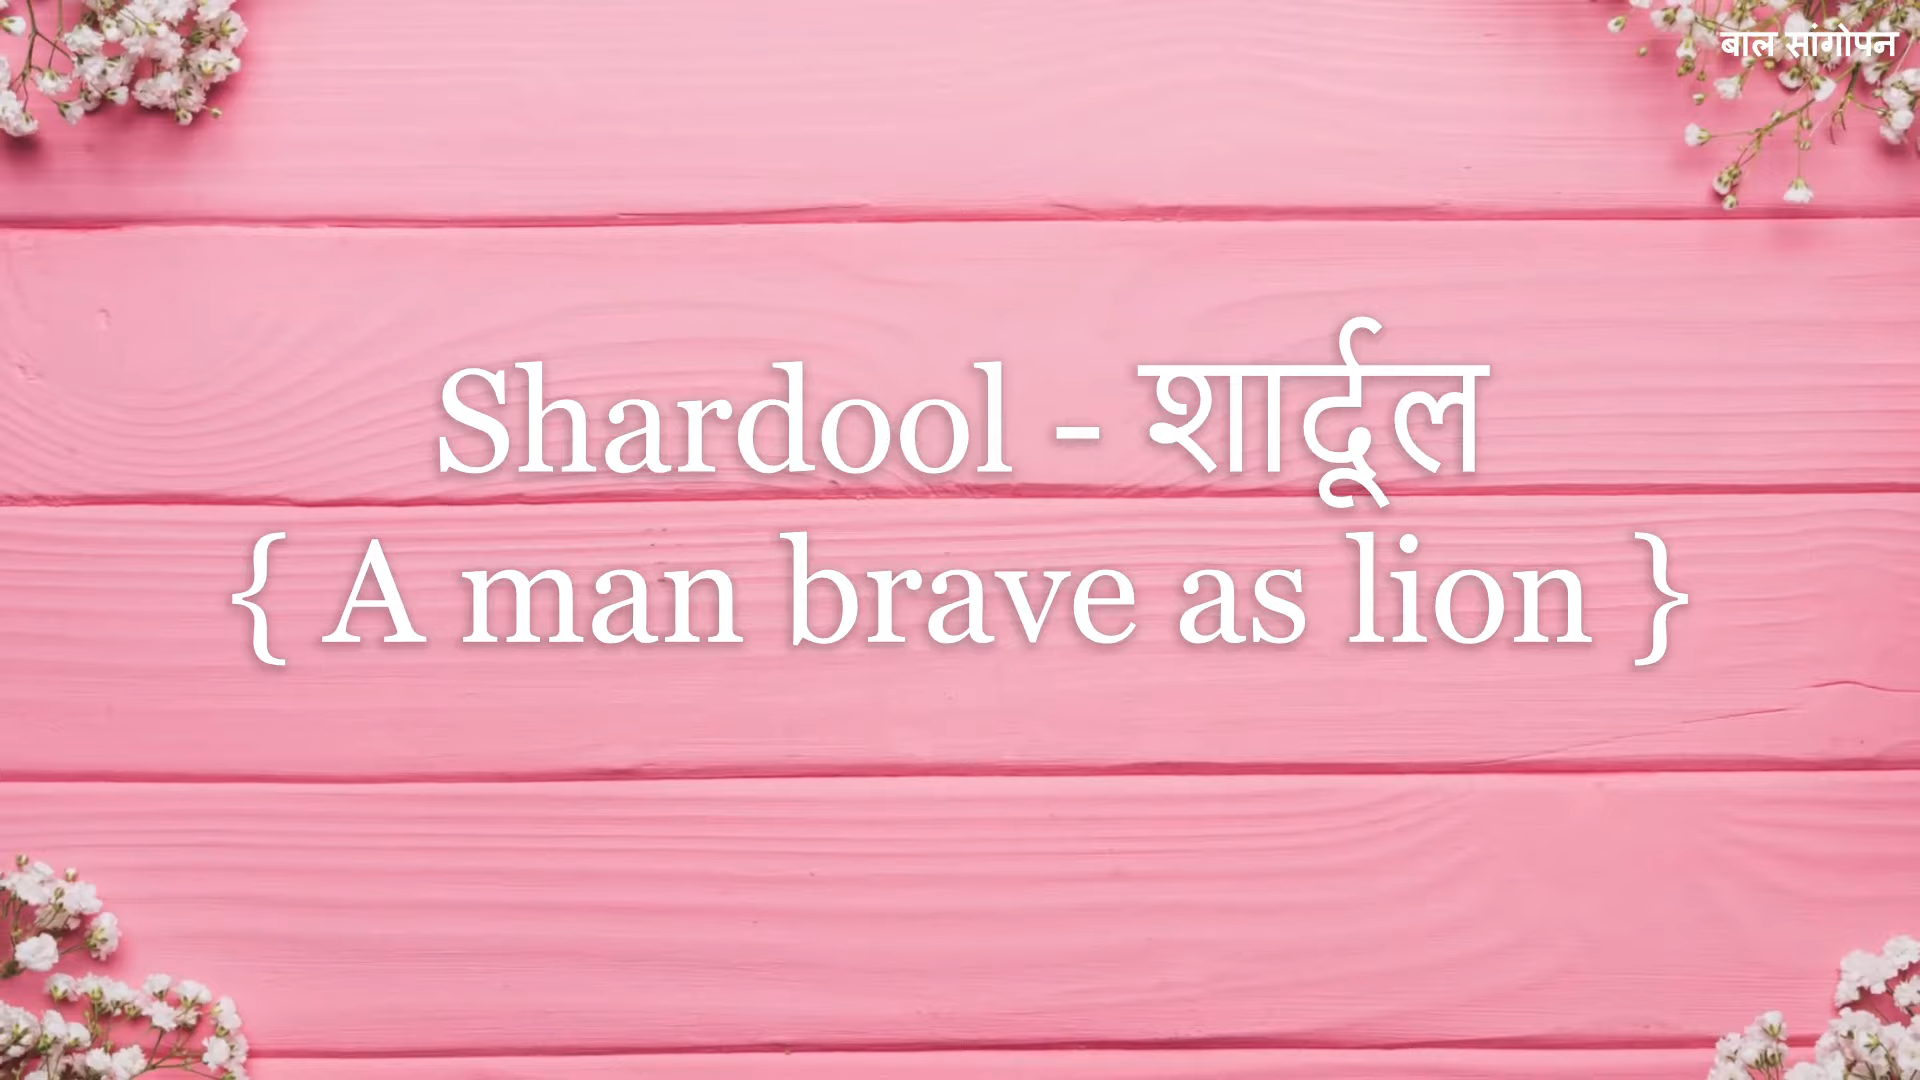 बाल सांगोपन
Shardool - शार्दूल
{ A man brave as lion }